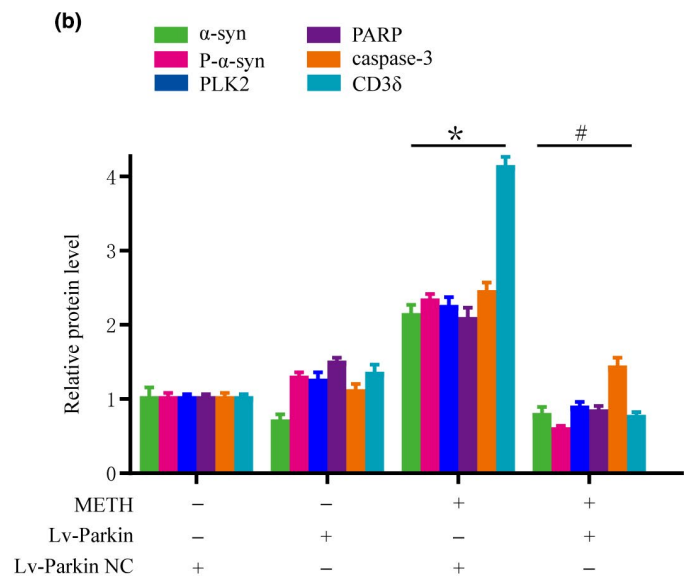 (b)
α-syn PARP
P-α-syn caspase-3
PLK2 CD3δ
* #
Relative protein level
4
3
2
1
0
METH – – + +
Lv-Parkin – + – +
Lv-Parkin NC + – + –